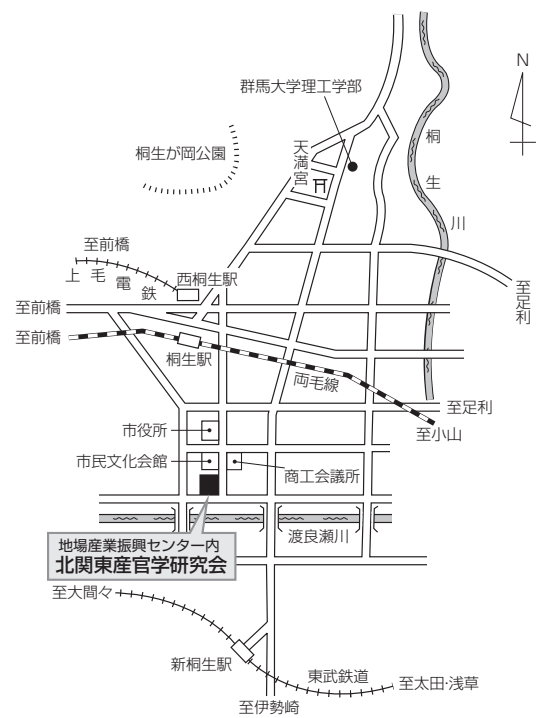 N
群馬大学理工学部
桐生川
天満宮
桐生が岡公園
至前橋
上毛電鉄
西桐生駅
至足利
至前橋
至前橋
桐生駅
両毛線
至足利
至小山
市役所
市民文化会館
商工会議所
渡良瀬川
地場産業振興センター内
北関東産官学研究会
至大間々
新桐生駅
東武鉄道
至太田・浅草
至伊勢崎